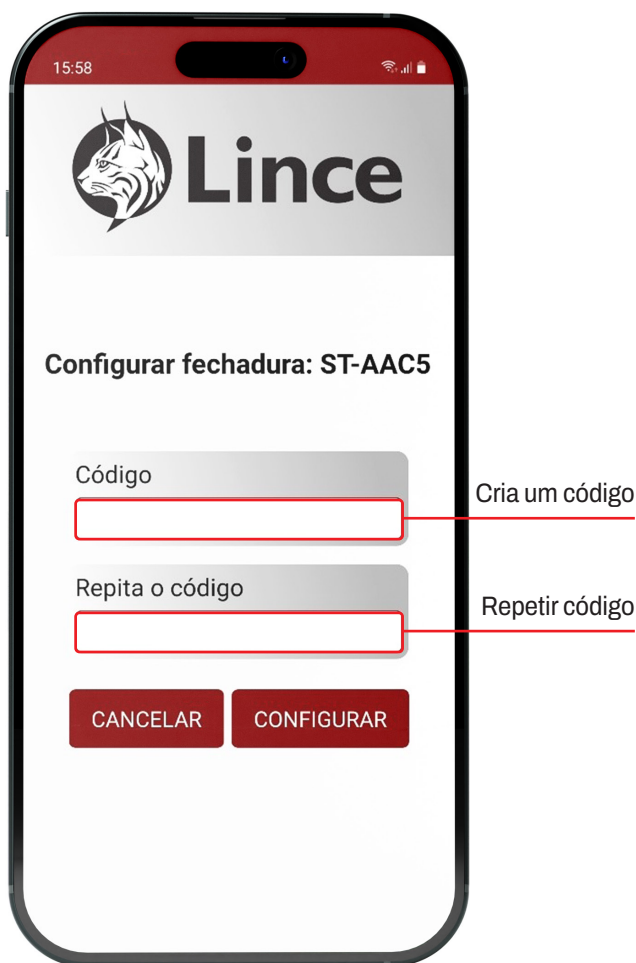 15:58
Lince
Configurar fechadura: ST-AAC5
Código
Cria um código
Repita o código
Repetir código
CANCELAR
CONFIGURAR